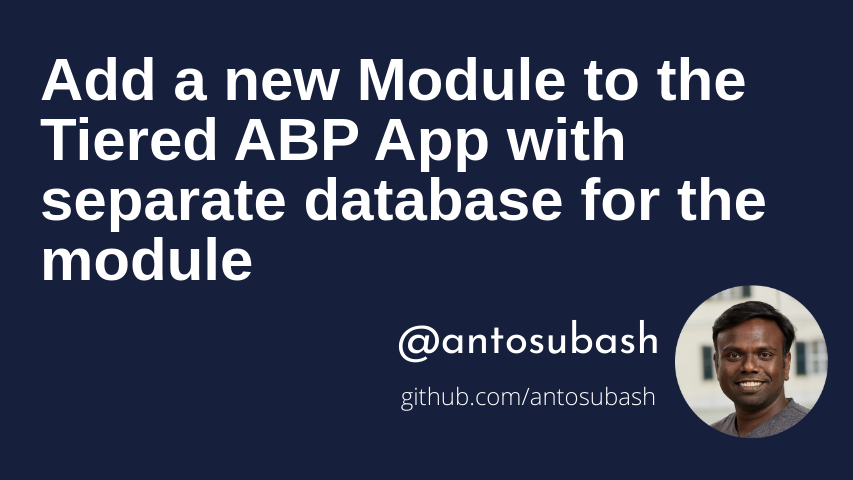 Add a new Module to the
Tiered ABP App with
separate database for the
module
@antosubash
github.com/antosubash